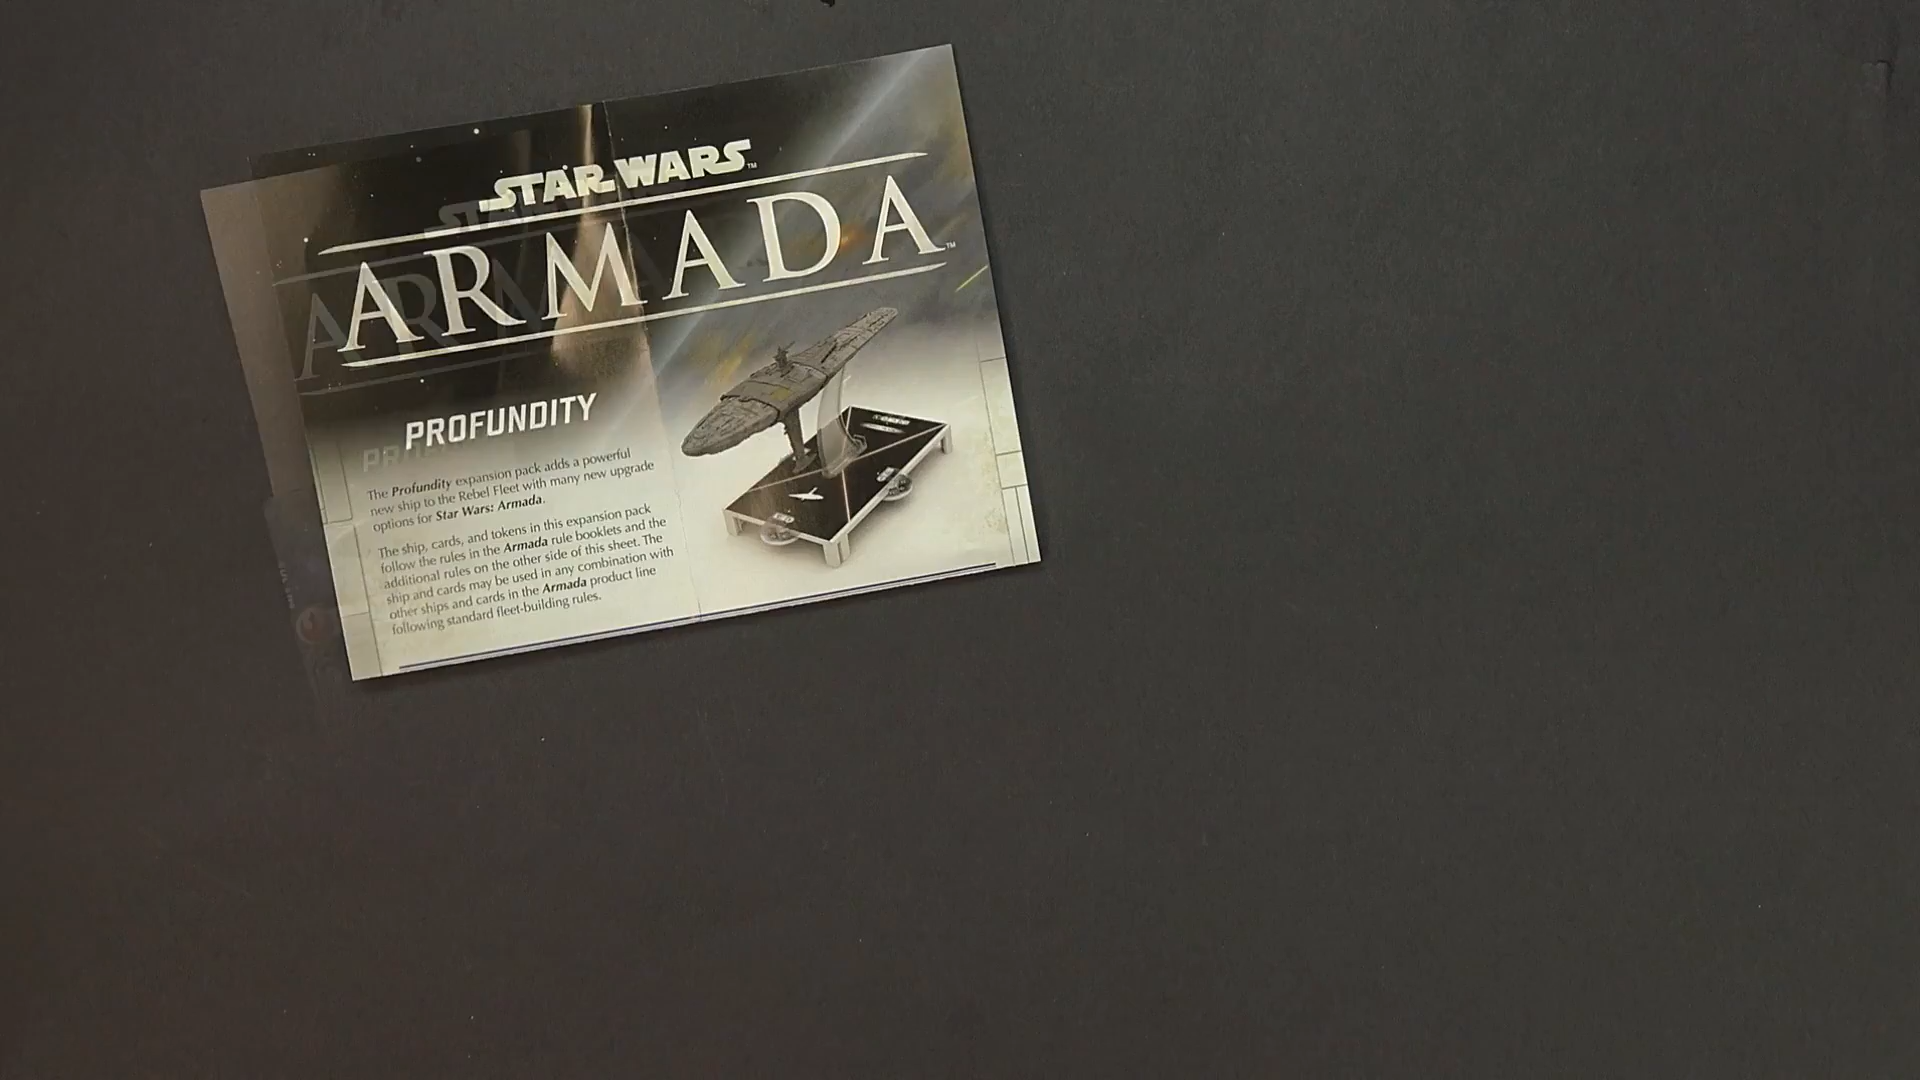 STAR WARS™
ARMADA™
PROFUNDITY
The Profundity expansion pack adds a powerful
new ship to the Rebel Fleet with many new upgrade
options for Star Wars: Armada.
The ship, cards, and tokens in this expansion pack
follow the rules in the Armada rule booklets and the
additional rules on the other side of this sheet. The
ship and cards may be used in any combination with
other ships and cards in the Armada product line
following standard fleet-building rules.